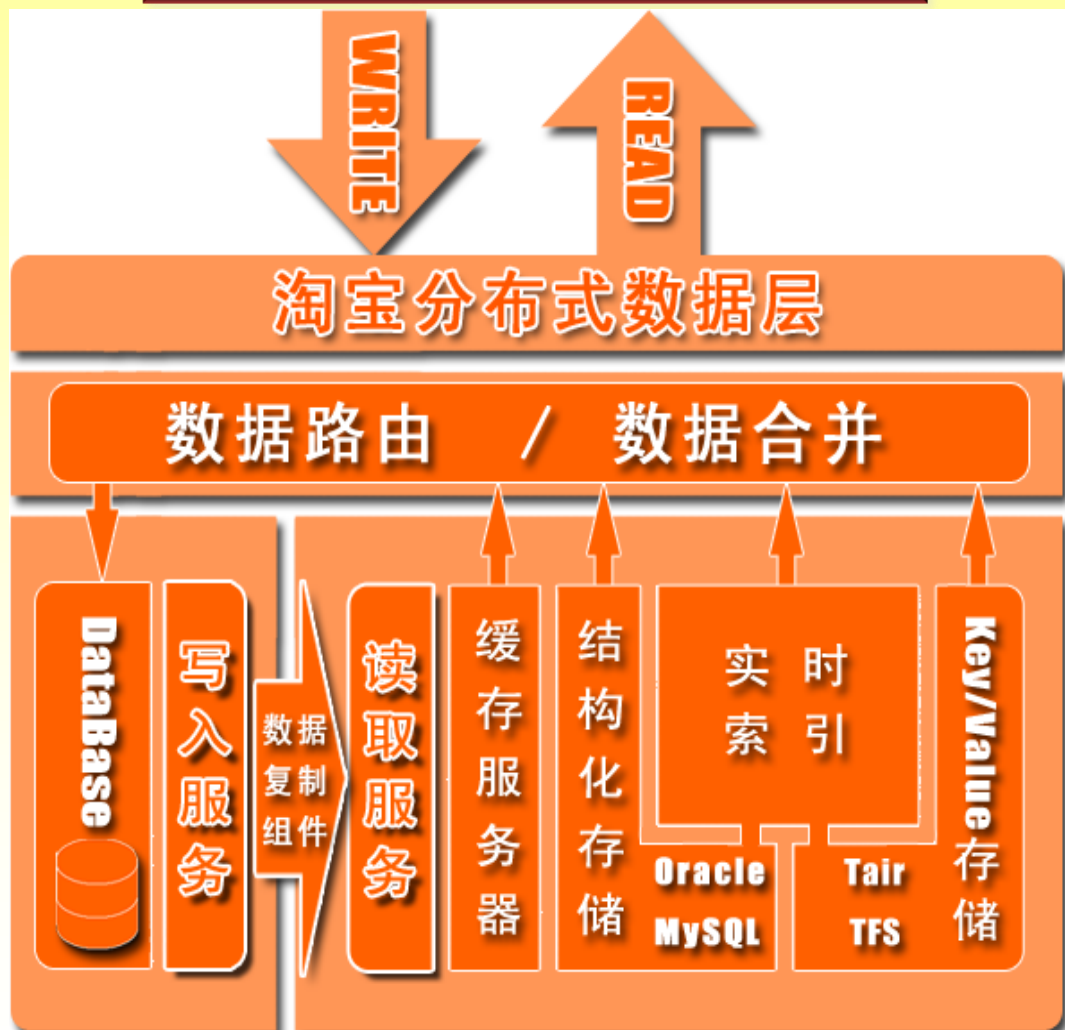 WRITE
READ
淘宝分布式数据层
数据路由 / 数据合并
DataBase
写入服务
数据
复制
组件
读取服务
缓存服务器
结构化存储
Oracle
MySQL
实时
索引
Tair
TFS
Key/Value存储